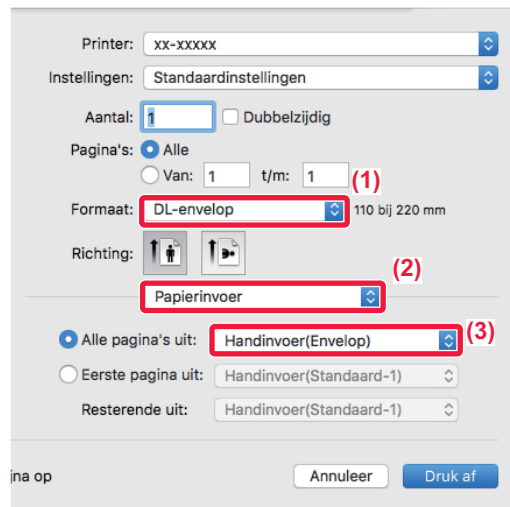 Printer: xx-xxxxx
Instellingen: Standaardinstellingen
Aantal: 1 Dubbelzijdig
Pagina's: Alle
Van: 1 t/m: 1
(1)
Formaat: DL-envelop 110 bij 220 mm
Richting:
(2)
Papierinvoer
Alle pagina's uit: Handinvoer(Envelop) (3)
Eerste pagina uit: Handinvoer(Standaard-1)
Resterende uit: Handinvoer(Standaard-1)
jna op Annuleer Druk af